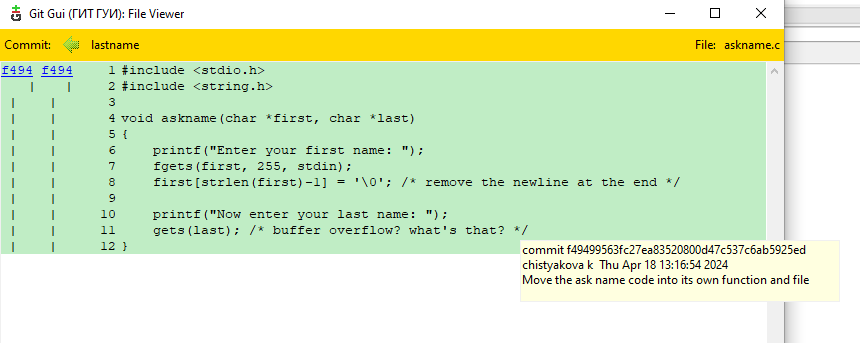 Git Gui (ГИТ ГУИ): File Viewer
Commit: lastname File: askname.c
f494 f494 1 #include <stdio.h>
| | 2 #include <string.h>
| | 3
| | 4 void askname(char *first, char *last)
| | 5 {
| | 6     printf("Enter your first name: ");
| | 7     fgets(first, 255, stdin);
| | 8     first[strlen(first)-1] = '\0'; /* remove the newline at the end */
| | 9
| | 10     printf("Now enter your last name: ");
| | 11     gets(last); /* buffer overflow? what's that? */
| | 12 }
commit f49499563fc27ea83520800d47c537c6ab5925ed
chistyakova k Thu Apr 18 13:16:54 2024
Move the ask name code into its own function and file